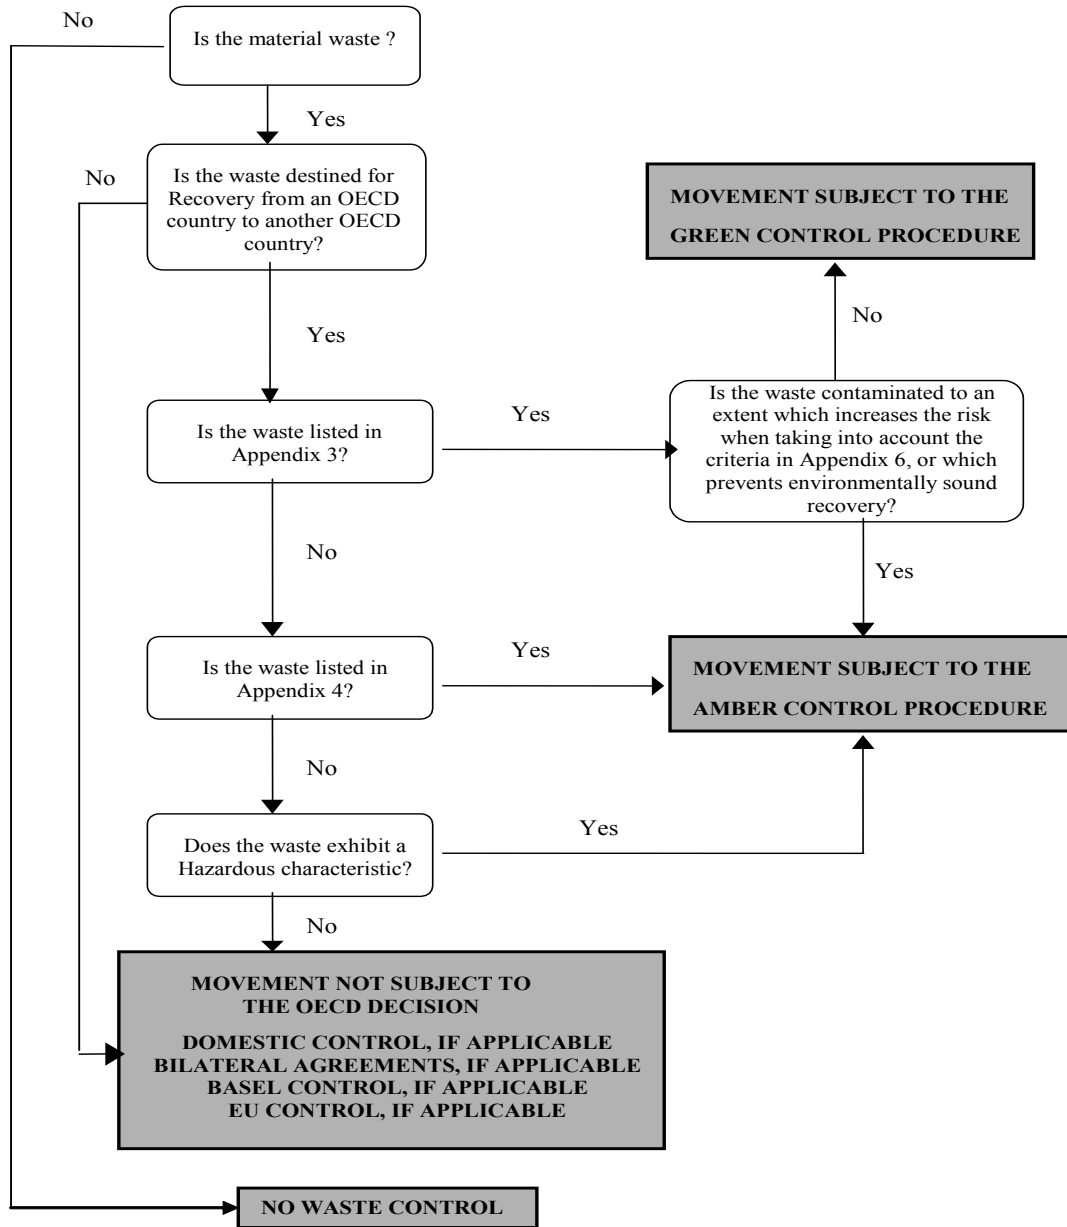 No
Is the material waste ?
Yes
No
Is the waste destined for
Recovery from an OECD
country to another OECD
country?
MOVEMENT SUBJECT TO THE
GREEN CONTROL PROCEDURE
Yes
No
Is the waste listed in
Appendix 3?
Yes
Is the waste contaminated to an
extent which increases the risk
when taking into account the
criteria in Appendix 6, or which
prevents environmentally sound
recovery?
No
Yes
Is the waste listed in
Appendix 4?
Yes
MOVEMENT SUBJECT TO THE
AMBER CONTROL PROCEDURE
No
Does the waste exhibit a
Hazardous characteristic?
Yes
No
MOVEMENT NOT SUBJECT TO
THE OECD DECISION
DOMESTIC CONTROL, IF APPLICABLE
BILATERAL AGREEMENTS, IF APPLICABLE
BASEL CONTROL, IF APPLICABLE
EU CONTROL, IF APPLICABLE
NO WASTE CONTROL